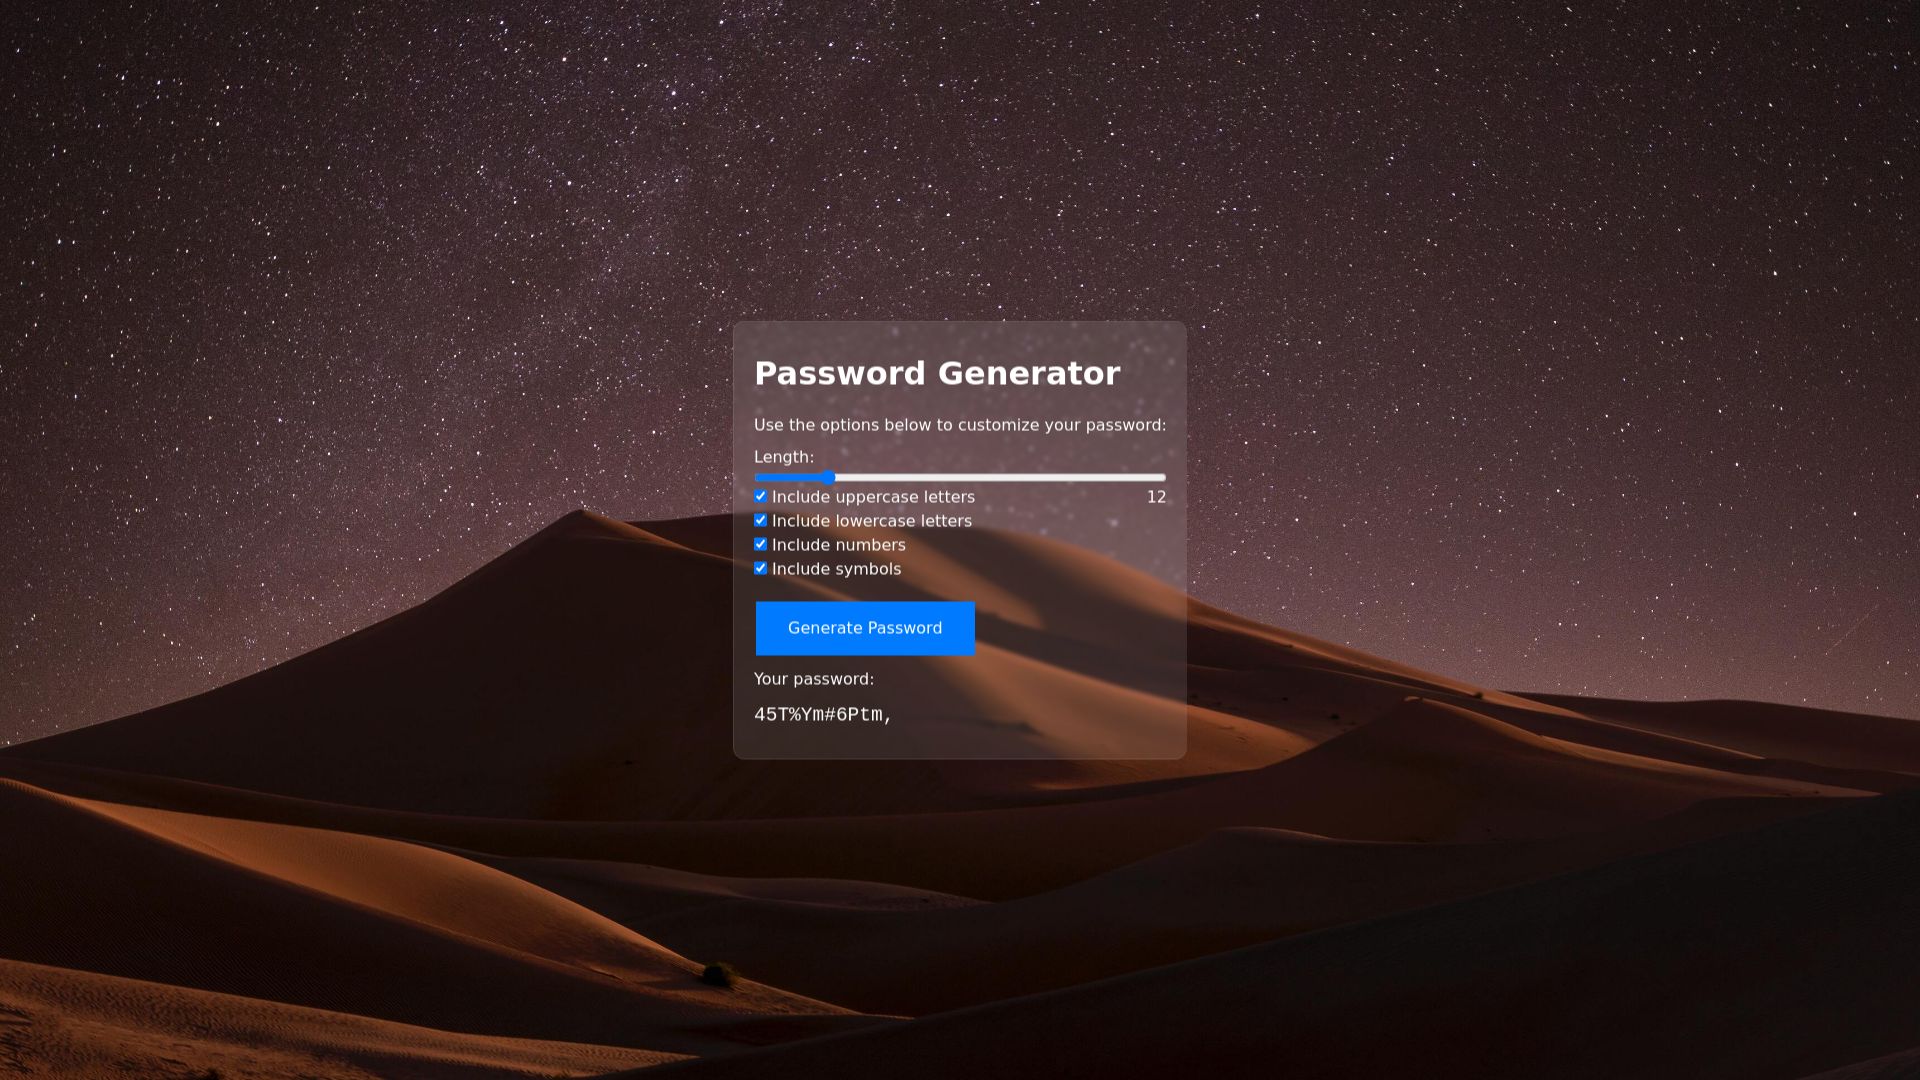 Password Generator
Use the options below to customize your password:
Length:
Include uppercase letters 12
Include lowercase letters
Include numbers
Include symbols
Generate Password
Your password:
45T%Ym#6Ptm,